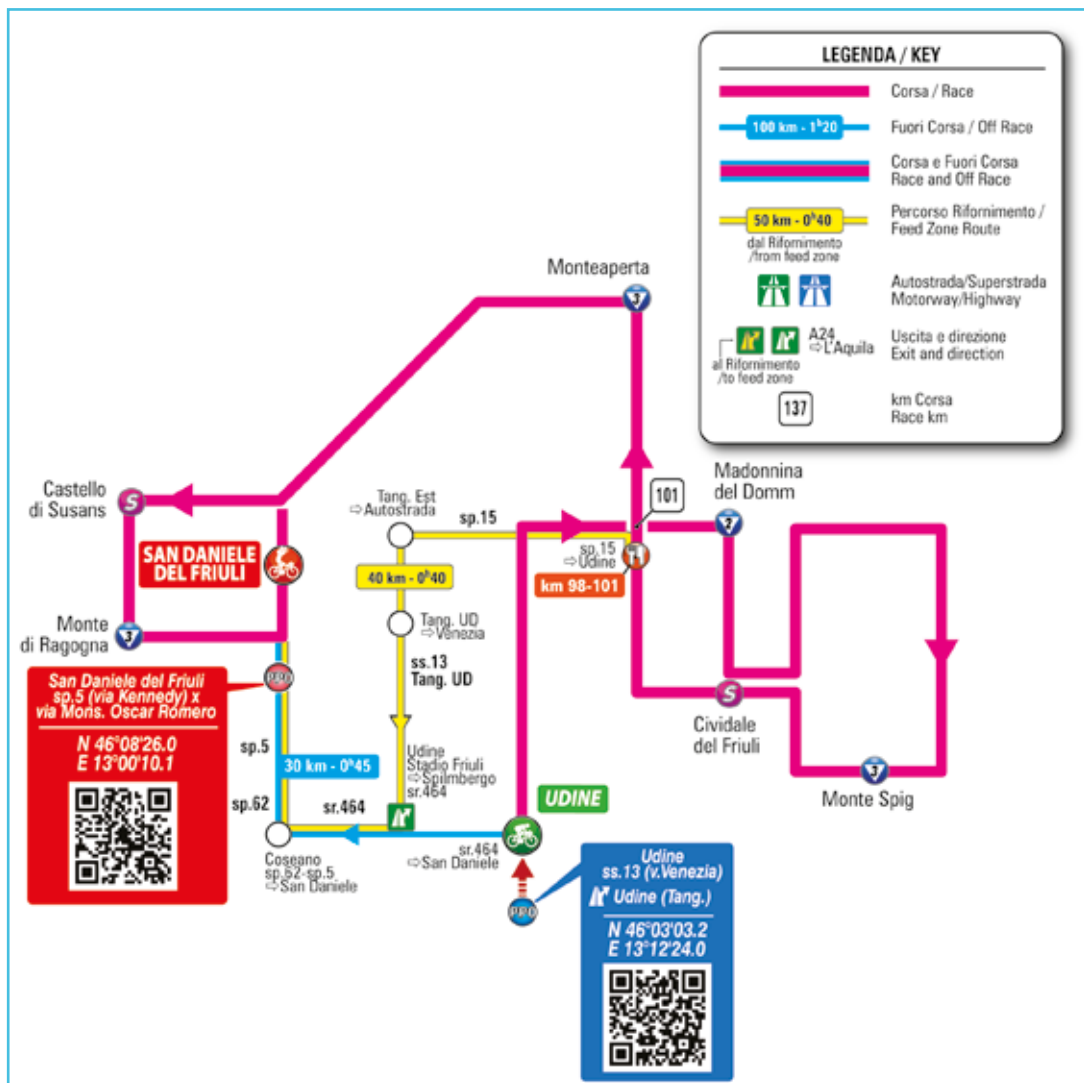 LEGENDA / KEY
Corsa / Race
100 km - 1ʰ20
Fuori Corsa / Off Race
Corsa e Fuori Corsa
Race and Off Race
50 km - 0ʰ40
Percorso Rifornimento /
Feed Zone Route
dal Rifornimento
/from feed zone
Autostrada/Superstrada
Motorway/Highway
A24
⇨L'Aquila
Uscita e direzione
Exit and direction
al Rifornimento
/to feed zone
137
km Corsa
Race km
Monteaperta
3
Castello
di Susans
S
Tang. Est
⇨Autostrada
sp.15
101
Madonnina
del Domm
2
SAN DANIELE
DEL FRIULI
sp.15
⇨Udine
40 km - 0ʰ40
km 98-101
Monte
di Ragogna
3
Tang. UD
⇨Venezia
ss.13
Tang. UD
San Daniele del Friuli
sp.5 (via Kennedy) x
via Mons. Oscar Romero
N 46°08'26.0
E 13°00'10.1
PPO
S
Cividale
del Friuli
sp.5
30 km - 0ʰ45
Udine
Stadio Friuli
⇨Spilmbergo
sr.464
3
Monte Spig
sp.62
sr.464
UDINE
Coseano
sp.62-sp.5
⇨San Daniele
sr.464
⇨San Daniele
PPO
Udine
ss.13 (v.Venezia)
Udine (Tang.)
N 46°03'03.2
E 13°12'24.0